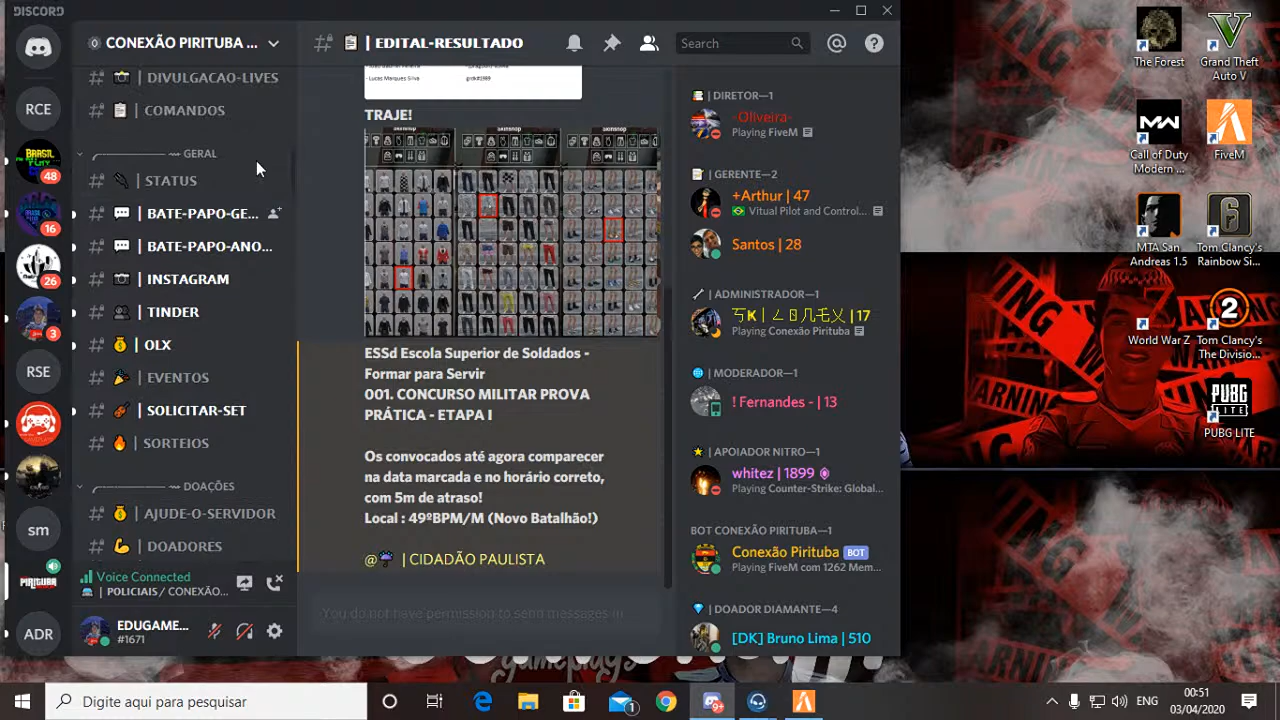 DISCORD
CONEXÃO PIRITUBA ...
| EDITAL-RESULTADO
Search
| DIVULGACAO-LIVES
| COMANDOS
GERAL
| STATUS
| BATE-PAPO-GE...
| BATE-PAPO-ANO...
| INSTAGRAM
| TINDER
| OLX
| EVENTOS
| SOLICITAR-SET
| SORTEIOS
DOAÇÕES
| AJUDE-O-SERVIDOR
| DOADORES
Voice Connected
| POLICIAIS / CONEXÃO...
EDUGAME...
#1671
RCE
48
16
26
3
RSE
sm
PIRITUBA
ADR
- Lucas Marques Silva
grdk#1989
TRAJE!
ESSd Escola Superior de Soldados -
Formar para Servir
001. CONCURSO MILITAR PROVA
PRÁTICA - ETAPA I
Os convocados até agora comparecer
na data marcada e no horário correto,
com 5m de atraso!
Local : 49ºBPM/M (Novo Batalhão!)
@☔ | CIDADÃO PAULISTA
You do not have permission to send messages in
| DIRETOR—1
-Oliveira-
Playing FiveM
| GERENTE—2
+Arthur | 47
Vitual Pilot and Control...
Santos | 28
| ADMINISTRADOR—1
| 17
Playing Conexão Pirituba
| MODERADOR—1
! Fernandes - | 13
| APOIADOR NITRO—1
whitez | 1899
Playing Counter-Strike: Global...
BOT CONEXÃO PIRITUBA—1
Conexão Pirituba BOT
Playing FiveM com 1262 Mem...
| DOADOR DIAMANTE—4
[DK] Bruno Lima | 510
The Forest
Grand Theft
Auto V
Call of Duty
Modern ...
FiveM
MTA San
Andreas 1.5
Tom Clancy's
Rainbow Si...
World War Z
Tom Clancy's
The Divisio...
PUBG
LITE
PUBG LITE
WARNING
gameplays
Digite aqui para pesquisar
1
9+
ENG
00:51
03/04/2020